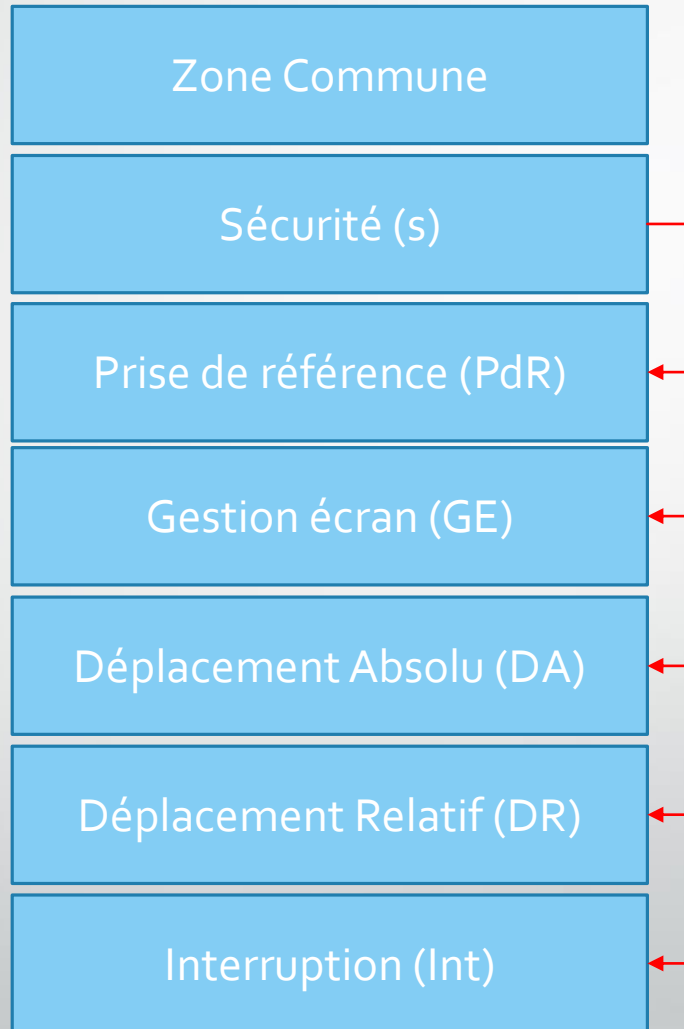 Zone Commune
Sécurité (s)
Prise de référence (PdR)
Gestion écran (GE)
Déplacement Absolu (DA)
Déplacement Relatif (DR)
Interruption (Int)